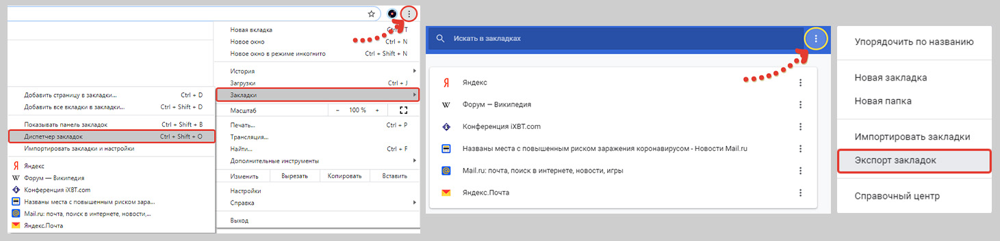 Новая вкладка T
Новое окно Ctrl + N
Новое окно в режиме инкогнито Ctrl + Shift + N
История
Загрузки Ctrl + J
Закладки
Масштаб - 100 % +
Печать... Ctrl + P
Трансляция...
Найти... Ctrl + F
Дополнительные инструменты
Изменить Вырезать Копировать Вставить
Настройки
Справка
Выход
Добавить страницу в закладки... Ctrl + D
Добавить все вкладки в закладки... Ctrl + Shift + D
Показывать панель закладок Ctrl + Shift + B
Диспетчер закладок Ctrl + Shift + O
Импортировать закладки и настройки
Яндекс
Форум — Википедия
Конференция iXBT.com
Названы места с повышенным риском зара...
Mail.ru: почта, поиск в интернете, новости,...
Яндекс.Почта
Искать в закладках
Яндекс
Форум — Википедия
Конференция iXBT.com
Названы места с повышенным риском заражения коронавирусом - Новости Mail.ru
Mail.ru: почта, поиск в интернете, новости, игры
Яндекс.Почта
Упорядочить по названию
Новая закладка
Новая папка
Импортировать закладки
Экспорт закладок
Справочный центр